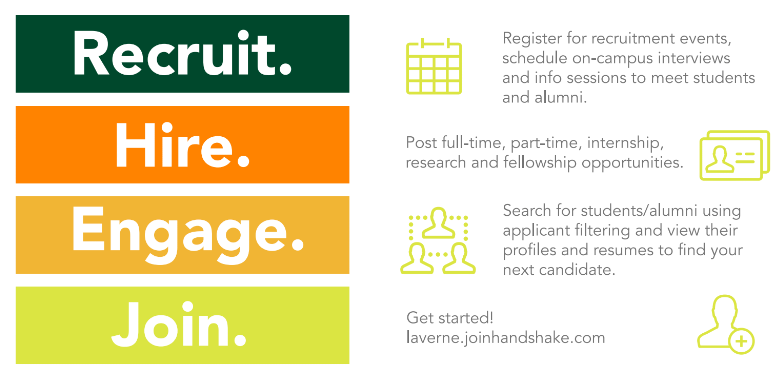 Recruit.
Register for recruitment events,
schedule on-campus interviews
and info sessions to meet students
and alumni.
Hire.
Post full-time, part-time, internship,
research and fellowship opportunities.
Engage.
Search for students/alumni using
applicant filtering and view their
profiles and resumes to find your
next candidate.
Join.
Get started!
laverne.joinhandshake.com